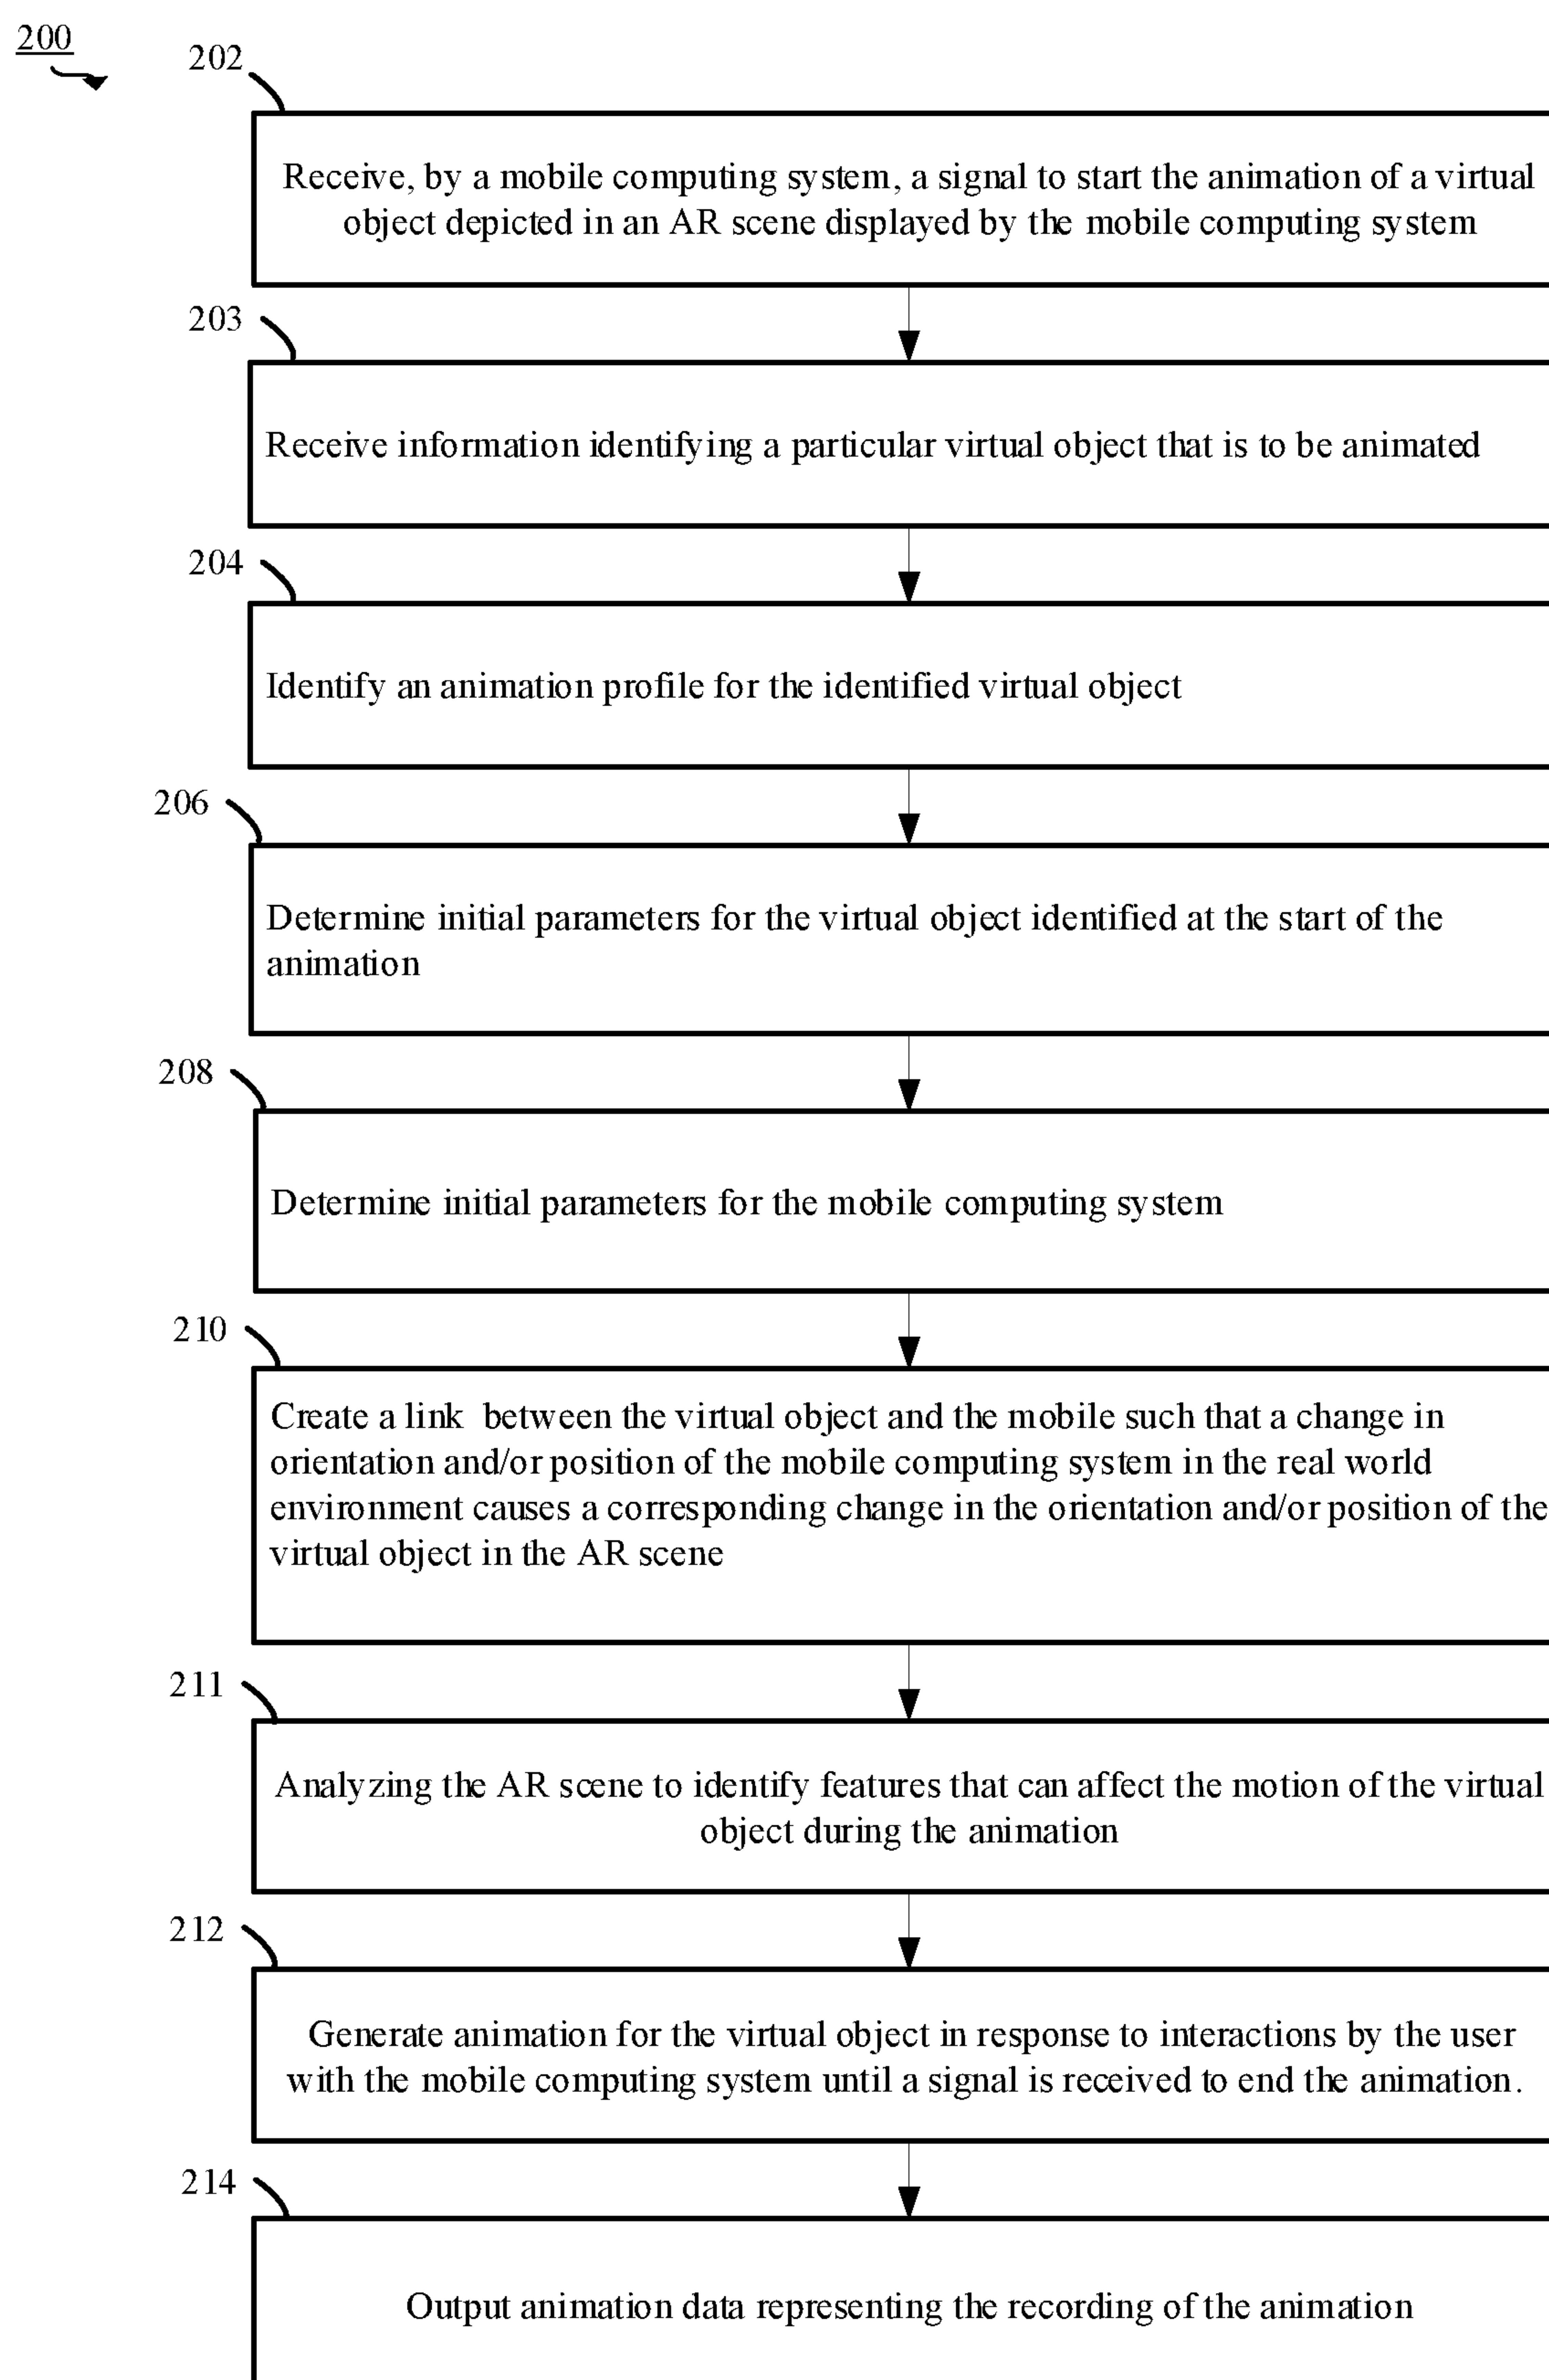 200
202
Receive, by a mobile computing system, a signal to start the animation of a virtual
object depicted in an AR scene displayed by the mobile computing system
203
Receive information identifying a particular virtual object that is to be animated
204
Identify an animation profile for the identified virtual object
206
Determine initial parameters for the virtual object identified at the start of the
animation
208
Determine initial parameters for the mobile computing system
210
Create a link between the virtual object and the mobile such that a change in
orientation and/or position of the mobile computing system in the real world
environment causes a corresponding change in the orientation and/or position of the
virtual object in the AR scene
211
Analyzing the AR scene to identify features that can affect the motion of the virtual
object during the animation
212
Generate animation for the virtual object in response to interactions by the user
with the mobile computing system until a signal is received to end the animation.
214
Output animation data representing the recording of the animation